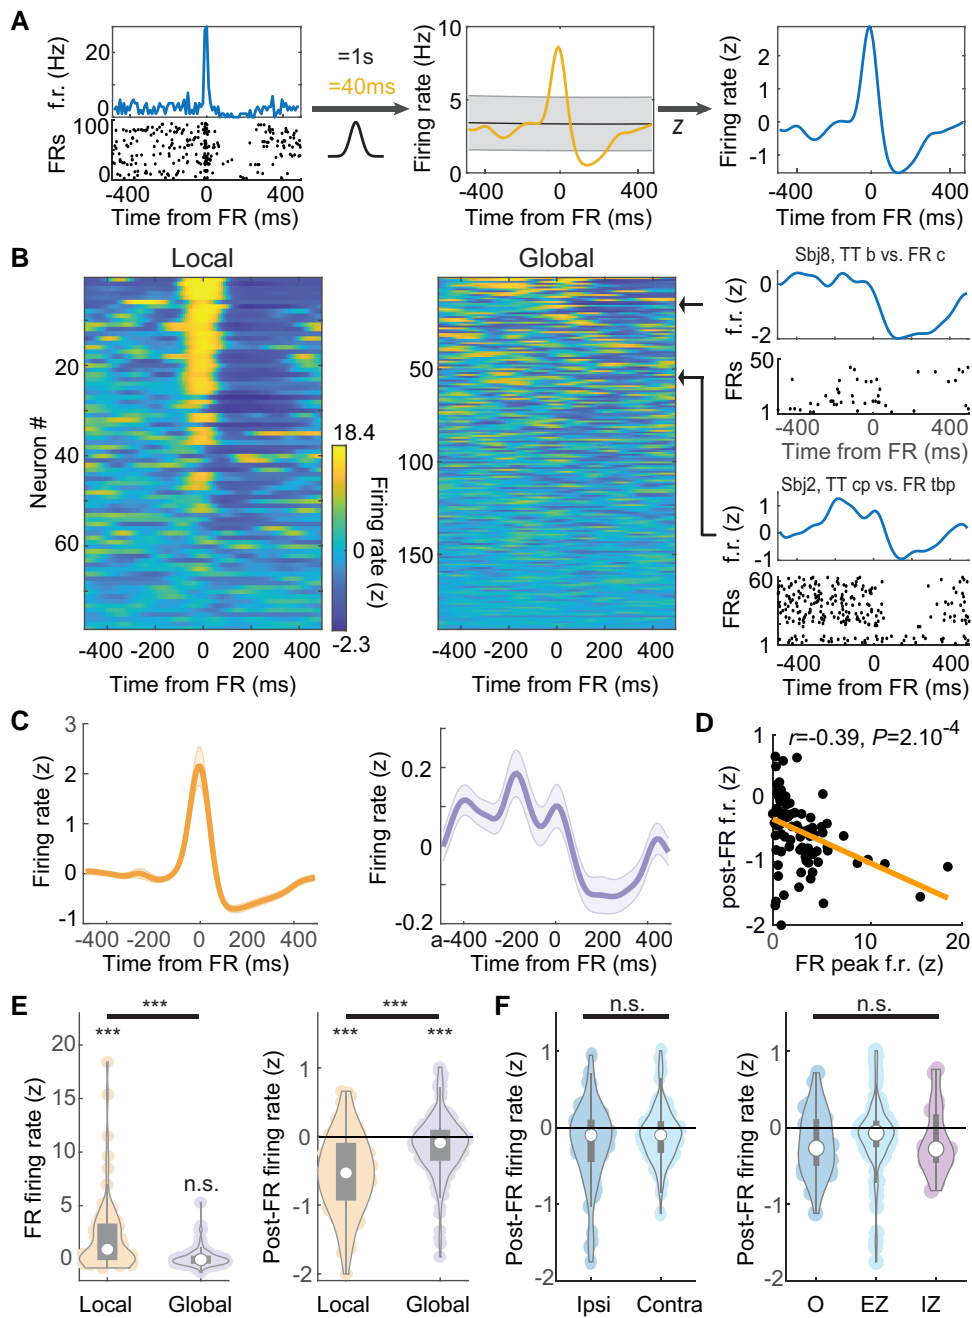 A
f.r. (Hz)
20
0
FRs
100
0
-400 0 400
Time from FR (ms)
=1s
=40ms
Firing rate (Hz)
10
5
0
-400 0 400
Time from FR (ms)
z
Firing rate (z)
2
1
0
-1
-400 0 400
Time from FR (ms)
B
Local
Neuron #
20
40
60
-400 -200 0 200 400
Time from FR (ms)
18.4
0
-2.3
Firing rate (z)
Global
50
100
150
-400 -200 0 200 400
Time from FR (ms)
Sbj8, TT b vs. FR c
f.r. (z)
0
-2
FRs
50
1
-400 0 400
Time from FR (ms)
Sbj2, TT cp vs. FR tbp
f.r. (z)
1
0
-1
FRs
60
1
-400 0 400
Time from FR (ms)
C
Firing rate (z)
3
2
1
0
-1
-400 -200 0 200 400
Time from FR (ms)
Firing rate (z)
0.2
0
-0.2
a-400 -200 0 200 400
Time from FR (ms)
D
r=-0.39, P=2.10-4
post-FR f.r. (z)
0
-1
-2
0 10 20
FR peak f.r. (z)
E
***
***
n.s.
FR firing rate (z)
20
15
10
5
0
Local Global
***
*** ***
Post-FR firing rate (z)
1
0
-1
-2
Local Global
F
n.s.
Post-FR firing rate (z)
1
0
-1
-2
Ipsi Contra
n.s.
Post-FR firing rate (z)
1
0
-1
-2
O EZ IZ